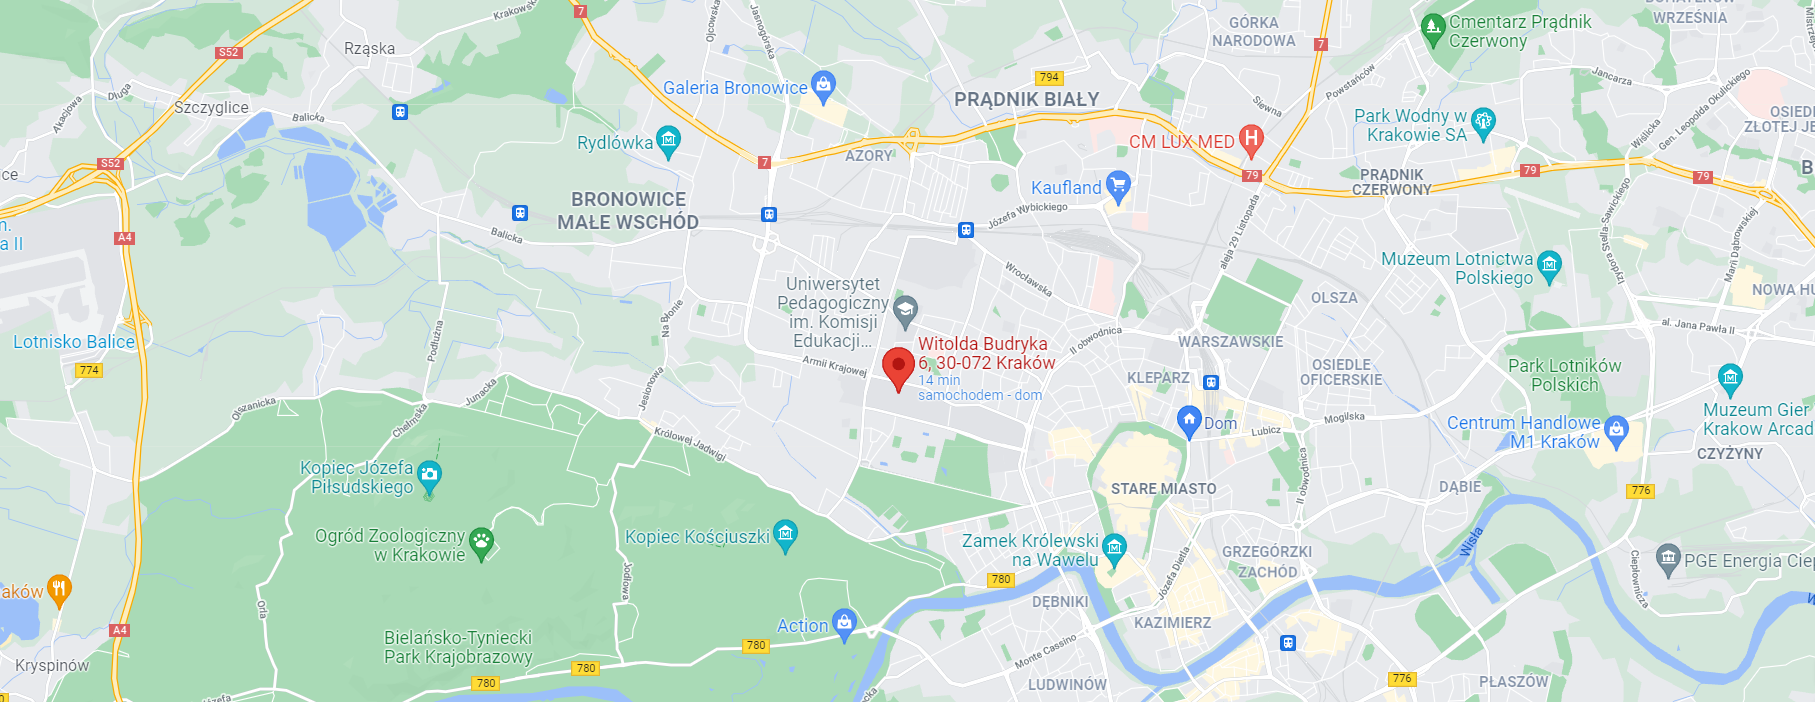 Krakowska
7
Ojcowska
Jasnogórska
GÓRKA
NARODOWA
7
Cmentarz Prądnik
Czerwony
WRZEŚNIA
S52
Rząska
Galeria Bronowice
794
PRĄDNIK BIAŁY
Powstańców
Jancarza
Siewna
Akacjowa
Długa
Szczyglice
Balicka
Rydlówka
AZORY
CM LUX MED
Park Wodny w
Krakowie SA
Wiślicka
Gen. Leopolda Okulickiego
OSIEDL
ZŁOTEJ JE
S52
7
79
PRĄDNIK
CZERWONY
79
79
Kaufland
BRONOWICE
MAŁE WSCHÓD
Józefa Wybickiego
Balicka
A4
aleja 29 Listopada
Izydora Stella-Sawickiego
Marii Dąbrowskiej
a II
Muzeum Lotnictwa
Polskiego
Wrocławska
Uniwersytet
Pedagogiczny
im. Komisji
Edukacji...
OLSZA
NOWA HU
Na Błonie
Podłużna
Lotnisko Balice
774
Witolda Budryka
6, 30-072 Kraków
14 min
samochodem - dom
Armii Krajowej
II obwodnica
WARSZAWSKIE
al. Jana Pawła II
OSIEDLE
OFICERSKIE
Park Lotników
Polskich
KLEPARZ
Olszanicka
Junacka
Chełmska
Jesionowa
Królowej Jadwigi
Dom
Lubicz
Mogilska
Centrum Handlowe
M1 Kraków
Muzeum Gier
Krakow Arcad
CZYŻYNY
Kopiec Józefa
Piłsudskiego
II obwodnica
STARE MIASTO
DĄBIE
776
Ogród Zoologiczny
w Krakowie
Kopiec Kościuszki
Zamek Królewski
na Wawelu
Józefa Dietla
GRZEGÓRZKI
ZACHÓD
Wisła
Ciepłownicza
PGE Energia Ciep
780
aków
Orla
Jodłowa
DĘBNIKI
KAZIMIERZ
Action
A4
Bielańsko-Tyniecki
Park Krajobrazowy
780
780
780
Kryspinów
Monte Cassino
LUDWINÓW
776
PŁASZÓW